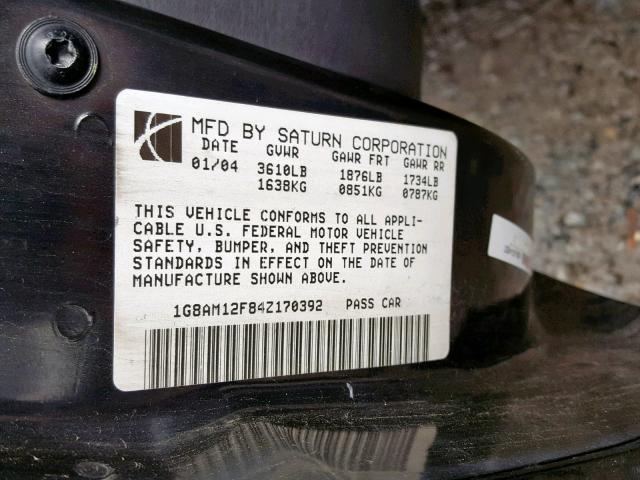 MFD BY SATURN CORPORATION
DATE GVWR GAWR FRT GAWR RR
01/04 3610LB 1876LB 1734LB
1638KG 0851KG 0787KG
THIS VEHICLE CONFORMS TO ALL APPLI-
CABLE U.S. FEDERAL MOTOR VEHICLE
SAFETY, BUMPER, AND THEFT PREVENTION
STANDARDS IN EFFECT ON THE DATE OF
MANUFACTURE SHOWN ABOVE.
1G8AM12F84Z170392 PASS CAR